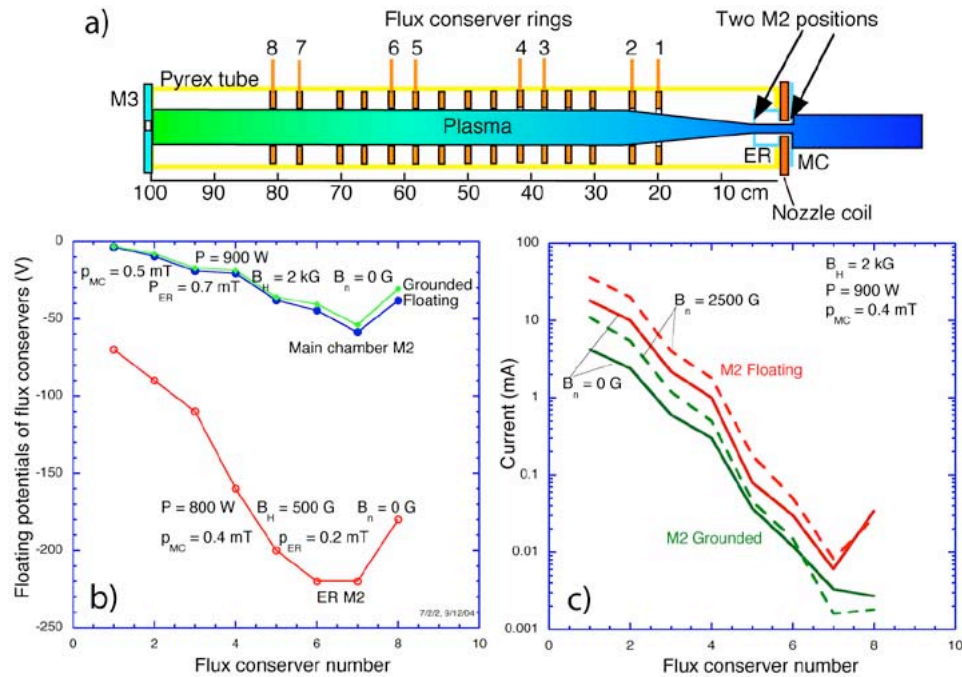 a)
Flux conserver rings
Two M2 positions
8 7 6 5 4 3 2 1
Pyrex tube
M3
Plasma
ER
MC
100 90 80 70 60 50 40 30 20 10 cm
Nozzle coil
Floating potentials of flux conservers (V)
0
-50
-100
-150
-200
-250
P = 900 W
p_MC = 0.5 mT
B_H = 2 kG B_n = 0 G
P_ER = 0.7 mT
Grounded
Floating
Main chamber M2
P = 800 W B_H = 500 G B_n = 0 G
p_MC = 0.4 mT p_ER = 0.2 mT
ER M2
7/2/2, 9/12/04
b)
0 2 4 6 8 10
Flux conserver number
Current (mA)
100
10
1
0.1
0.01
0.001
B_H = 2 kG
P = 900 W
p_MC = 0.4 mT
B_n = 2500 G
M2 Floating
B_n = 0 G
M2 Grounded
c)
0 2 4 6 8 10
Flux conserver number